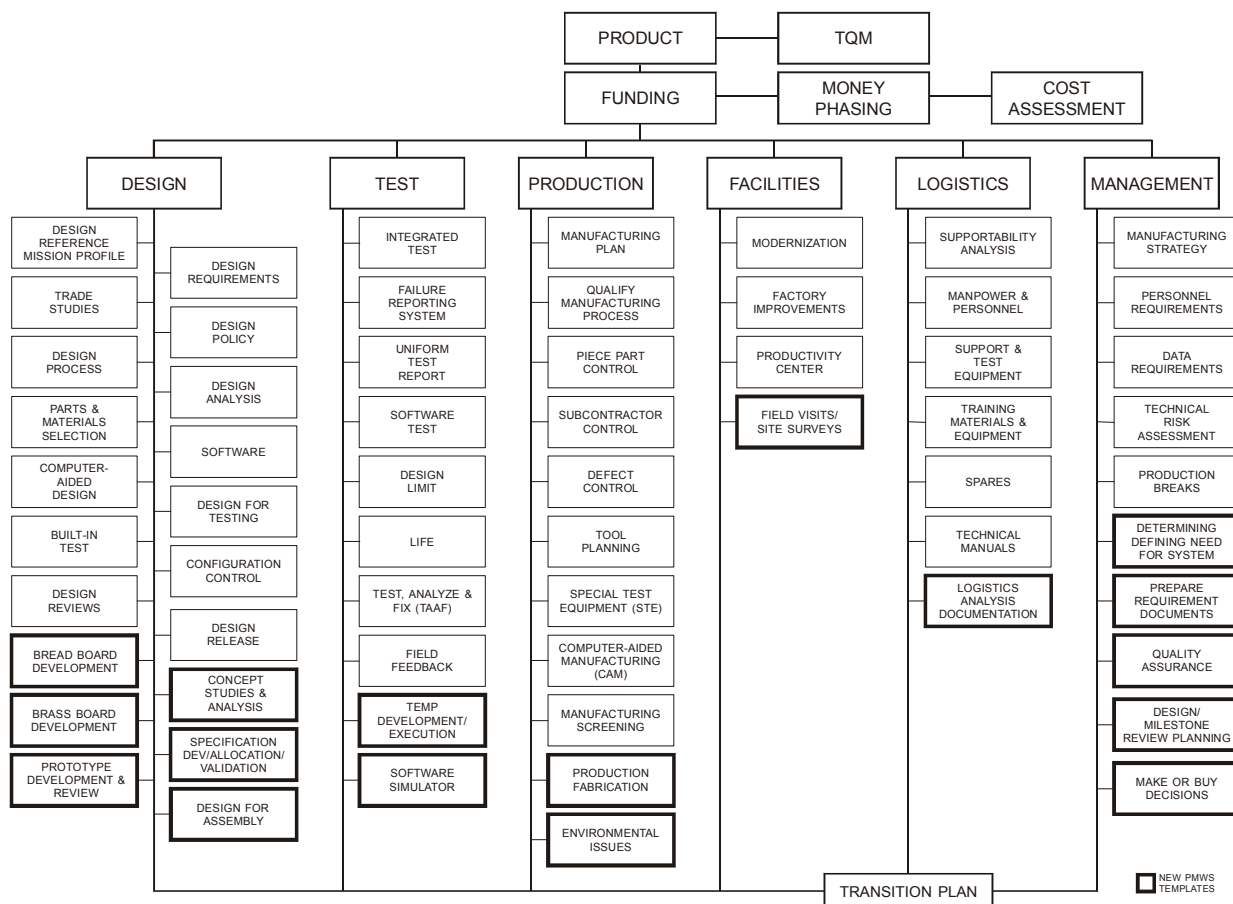 PRODUCT
TQM
FUNDING
MONEY
PHASING
COST
ASSESSMENT
DESIGN
TEST
PRODUCTION
FACILITIES
LOGISTICS
MANAGEMENT
DESIGN
REFERENCE
MISSION PROFILE
TRADE
STUDIES
DESIGN
PROCESS
PARTS &
MATERIALS
SELECTION
COMPUTER-
AIDED
DESIGN
BUILT-IN
TEST
DESIGN
REVIEWS
BREAD BOARD
DEVELOPMENT
BRASS BOARD
DEVELOPMENT
PROTOTYPE
DEVELOPMENT &
REVIEW
DESIGN
REQUIREMENTS
DESIGN
POLICY
DESIGN
ANALYSIS
SOFTWARE
DESIGN FOR
TESTING
CONFIGURATION
CONTROL
DESIGN
RELEASE
CONCEPT
STUDIES &
ANALYSIS
SPECIFICATION
DEV/ALLOCATION/
VALIDATION
DESIGN FOR
ASSEMBLY
INTEGRATED
TEST
FAILURE
REPORTING
SYSTEM
UNIFORM
TEST
REPORT
SOFTWARE
TEST
DESIGN
LIMIT
LIFE
TEST, ANALYZE &
FIX (TAAF)
FIELD
FEEDBACK
TEMP
DEVELOPMENT/
EXECUTION
SOFTWARE
SIMULATOR
MANUFACTURING
PLAN
QUALIFY
MANUFACTURING
PROCESS
PIECE PART
CONTROL
SUBCONTRACTOR
CONTROL
DEFECT
CONTROL
TOOL
PLANNING
SPECIAL TEST
EQUIPMENT (STE)
COMPUTER-AIDED
MANUFACTURING
(CAM)
MANUFACTURING
SCREENING
PRODUCTION
FABRICATION
ENVIRONMENTAL
ISSUES
MODERNIZATION
FACTORY
IMPROVEMENTS
PRODUCTIVITY
CENTER
FIELD VISITS/
SITE SURVEYS
SUPPORTABILITY
ANALYSIS
MANPOWER &
PERSONNEL
SUPPORT &
TEST
EQUIPMENT
TRAINING
MATERIALS &
EQUIPMENT
SPARES
TECHNICAL
MANUALS
LOGISTICS
ANALYSIS
DOCUMENTATION
MANUFACTURING
STRATEGY
PERSONNEL
REQUIREMENTS
DATA
REQUIREMENTS
TECHNICAL
RISK
ASSESSMENT
PRODUCTION
BREAKS
DETERMINING
DEFINING NEED
FOR SYSTEM
PREPARE
REQUIREMENT
DOCUMENTS
QUALITY
ASSURANCE
DESIGN/
MILESTONE
REVIEW PLANNING
MAKE OR BUY
DECISIONS
TRANSITION PLAN
NEW PMWS
TEMPLATES